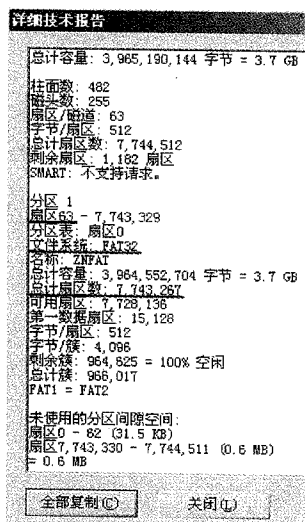 详细技术报告
总计容量: 3,965,190,144 字节 = 3.7 GB
柱面数: 482
磁头数: 255
扇区/磁道: 63
字节/扇区: 512
总计扇区数: 7,744,512
剩余扇区: 1,182 扇区
SMART: 不支持请求。
分区 1
扇区63 - 7,743,329
分区表: 扇区0
文件系统: FAT32
名称: ZNFAT
总计容量: 3,964,552,704 字节 = 3.7 GB
总计扇区数: 7,743,267
可用扇区: 7,728,136
第一数据扇区: 15,128
字节/扇区: 512
字节/簇: 4,096
剩余簇: 964,625 = 100% 空闲
总计簇: 966,017
FAT1 = FAT2
未使用的分区间隙空间:
扇区0 - 62 (31.5 KB)
扇区7,743,330 - 7,744,511 (0.6 MB)
= 0.6 MB
全部复制(C) 关闭(L)